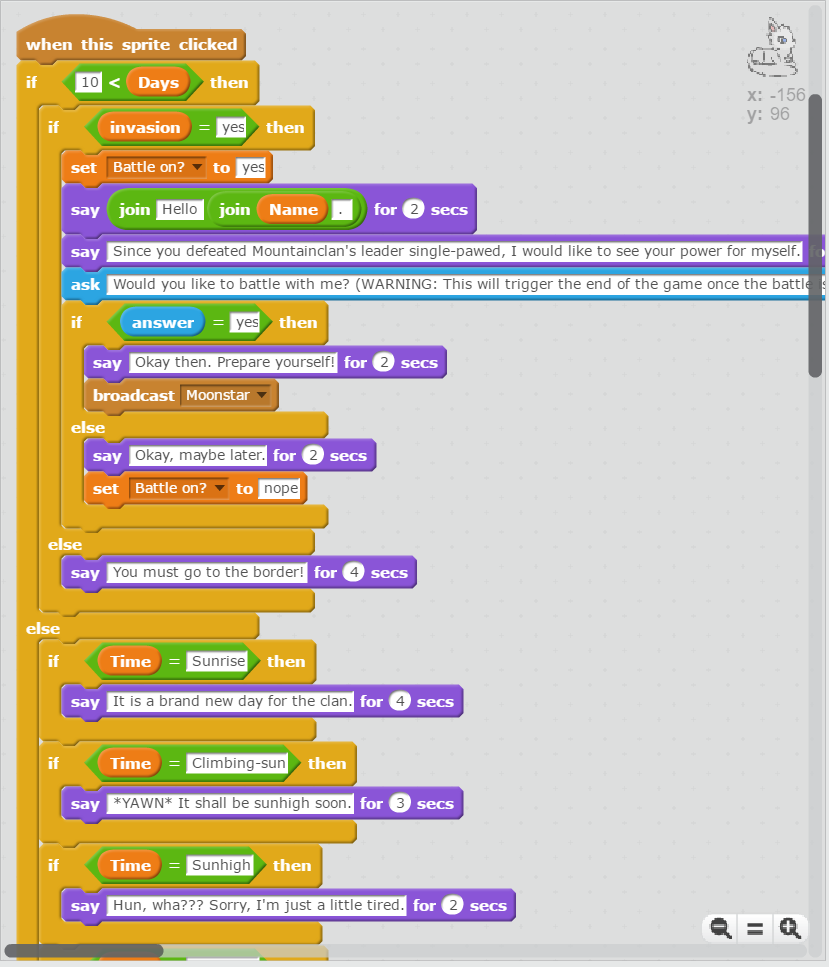 when this sprite clicked
if 10 < Days then
x: -156
y: 96
if invasion = yes then
set Battle on? to yes
say join Hello join Name . for 2 secs
say Since you defeated Mountainclan's leader single-pawed, I would like to see your power for myself.
ask Would you like to battle with me? (WARNING: This will trigger the end of the game once the battle
if answer = yes then
say Okay then. Prepare yourself! for 2 secs
broadcast Moonstar
else
say Okay, maybe later. for 2 secs
set Battle on? to nope
else
say You must go to the border! for 4 secs
else
if Time = Sunrise then
say It is a brand new day for the clan. for 4 secs
if Time = Climbing-sun then
say *YAWN* It shall be sunhigh soon. for 3 secs
if Time = Sunhigh then
say Hun, wha??? Sorry, I'm just a little tired. for 2 secs